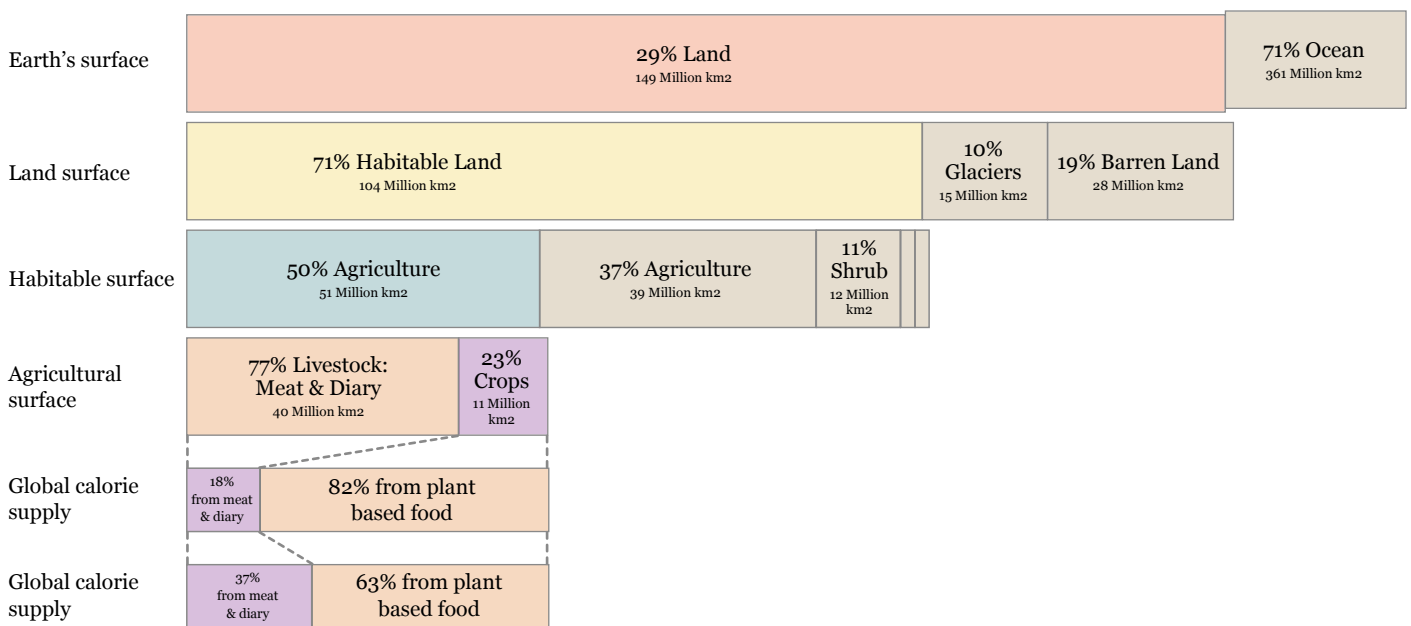 Earth’s surface
29% Land
149 Million km2
71% Ocean
361 Million km2
Land surface
71% Habitable Land
104 Million km2
10%
Glaciers
15 Million km2
19% Barren Land
28 Million km2
Habitable surface
50% Agriculture
51 Million km2
37% Agriculture
39 Million km2
11%
Shrub
12 Million
km2
Agricultural
surface
77% Livestock:
Meat & Diary
40 Million km2
23%
Crops
11 Million
km2
Global calorie
supply
18%
from meat
& diary
82% from plant
based food
Global calorie
supply
37%
from meat
& diary
63% from plant
based food